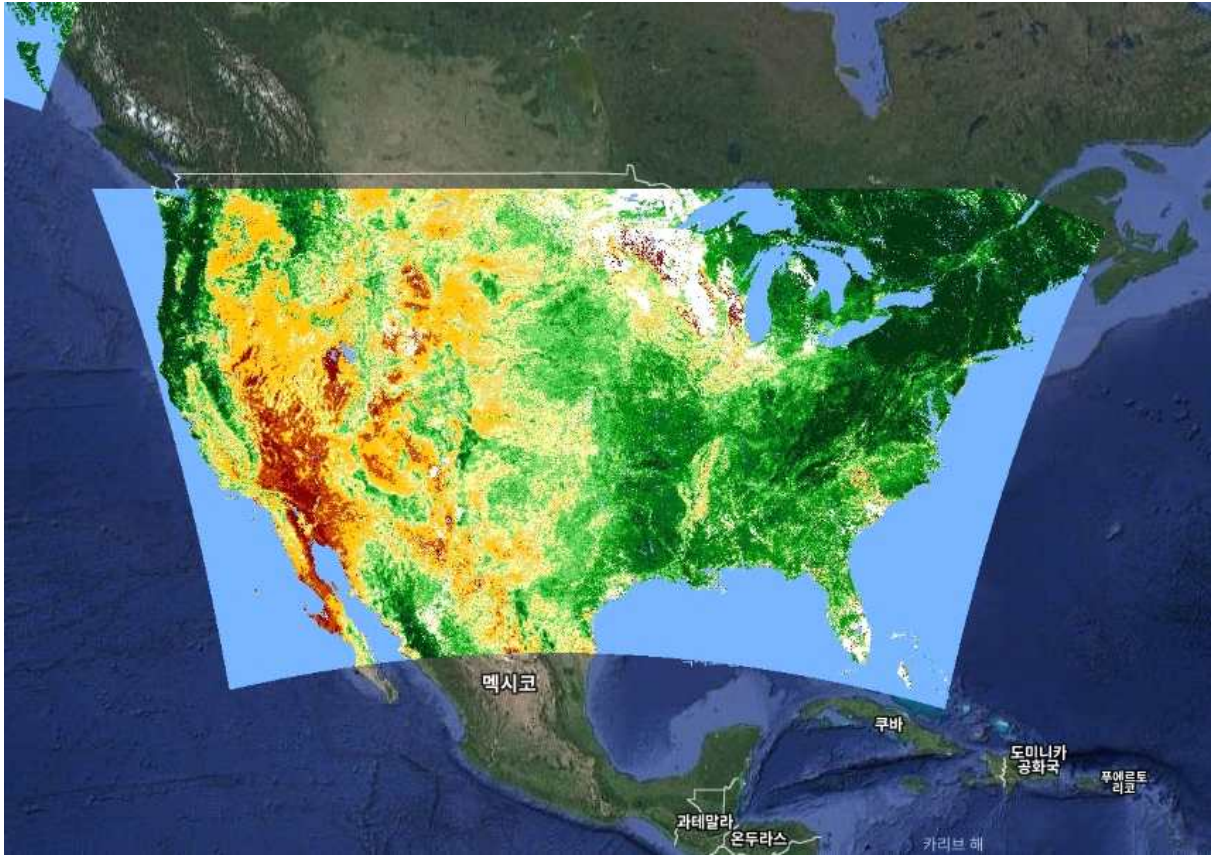 멕시코
쿠바
도미니카
공화국
푸에르토
리코
과테말라
온두라스
카리브 해